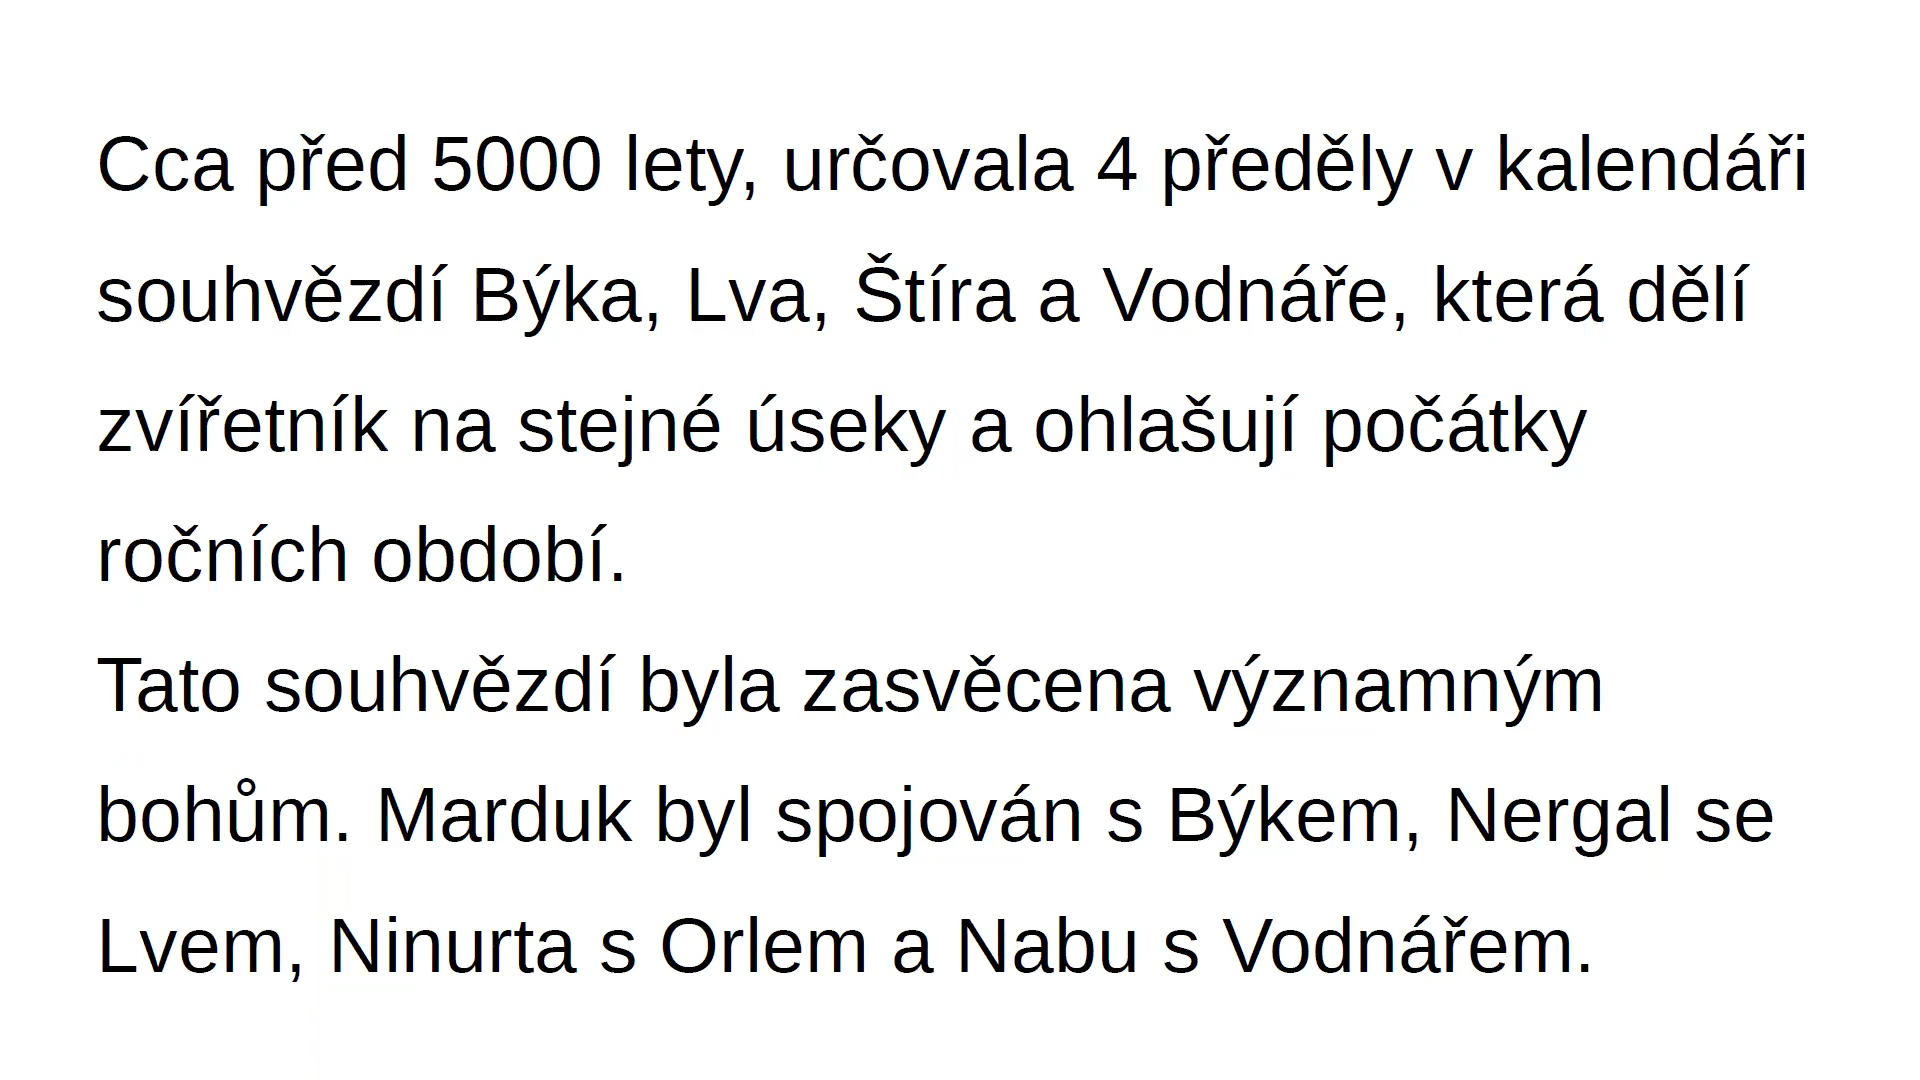 Cca před 5000 lety, určovala 4 předěly v kalendáři
souhvězdí Býka, Lva, Štíra a Vodnáře, která dělí
zvířetník na stejné úseky a ohlašují počátky
ročních období.
Tato souhvězdí byla zasvěcena významným
bohům. Marduk byl spojován s Býkem, Nergal se
Lvem, Ninurta s Orlem a Nabu s Vodnářem.